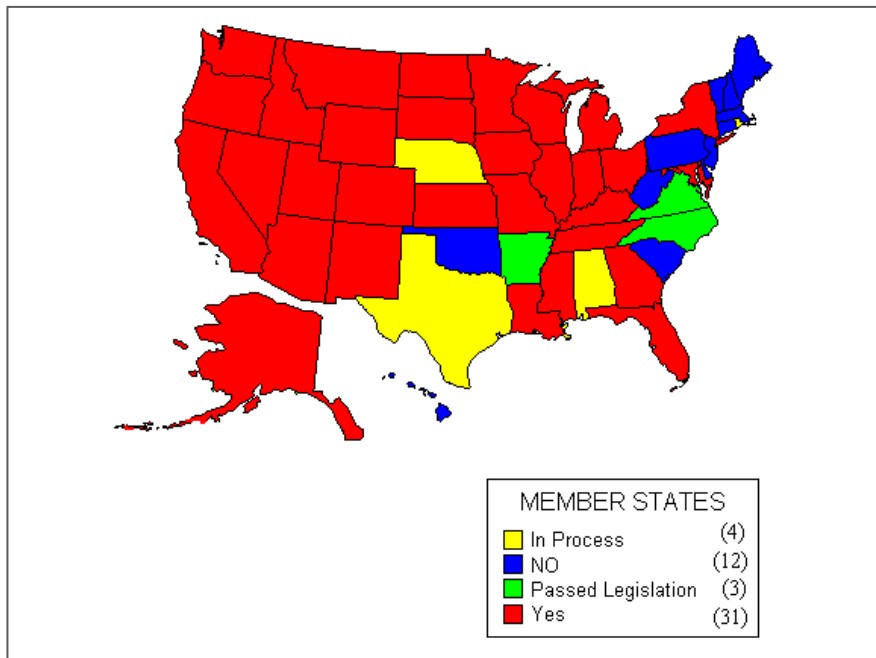 MEMBER STATES
In Process (4)
NO (12)
Passed Legislation (3)
Yes (31)